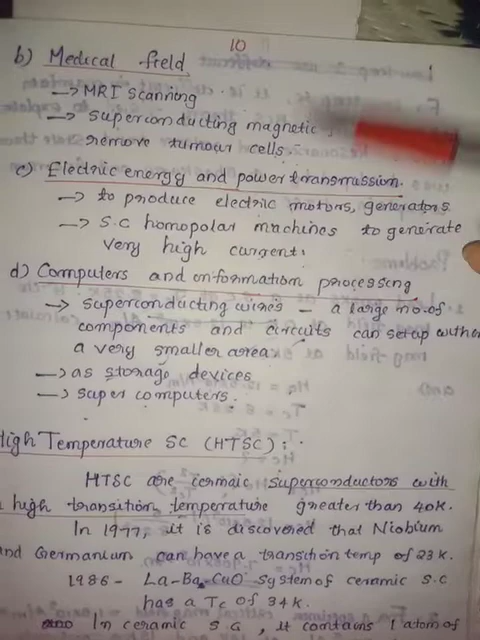 10
b) Medical field
→ MRI scanning
→ superconducting magnetic
remove tumour cells
c) Electric energy and power transmission.
→ to produce electric motors, generators
→ S.C homopolar machines to generate
very high current.
d) Computers and information processing
→ superconducting wires – a large no. of
components and circuits can setup within
a very smaller area.
→ as storage devices
→ super computers.
High Temperature SC (HTSC):
HTSC are cermaic superconductors with
high transition temperature greater than 40K.
In 1977, it is discovered that Niobium
and Germanium can have a transition temp of 23K.
1986 - La-Ba-CuO system of ceramic S.C
has a Tc of 34K.
In ceramic S.C, it contains 1 atom of